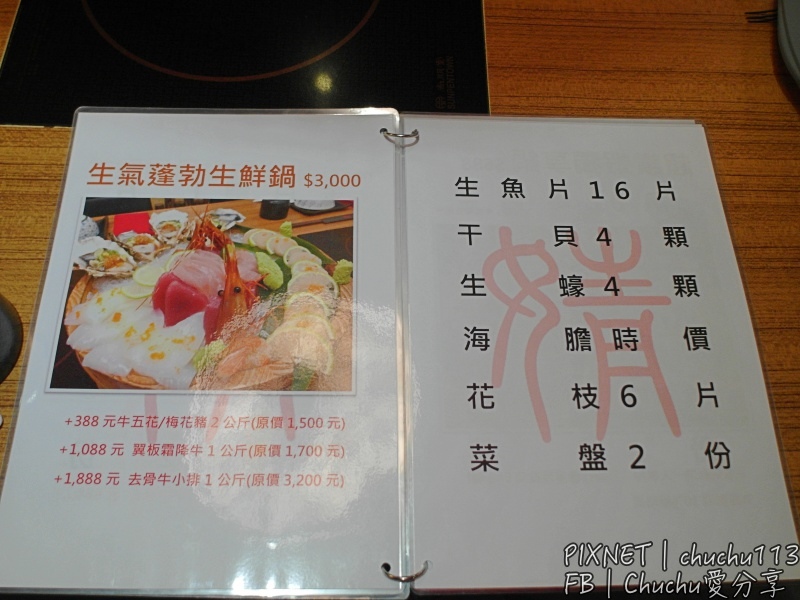 生氣蓬勃生鮮鍋 $3,000
+388 元牛五花/梅花豬 2 公斤(原價 1,500 元)
+1,088 元 翼板霜降牛 1 公斤(原價 1,700 元)
+1,888 元 去骨牛小排 1 公斤(原價 3,200 元)
生魚片16片
干貝4顆
生蠔4顆
海膽時價
花枝6片
菜盤2份
婧
PIXNET | chuchu113
FB | Chuchu愛分享